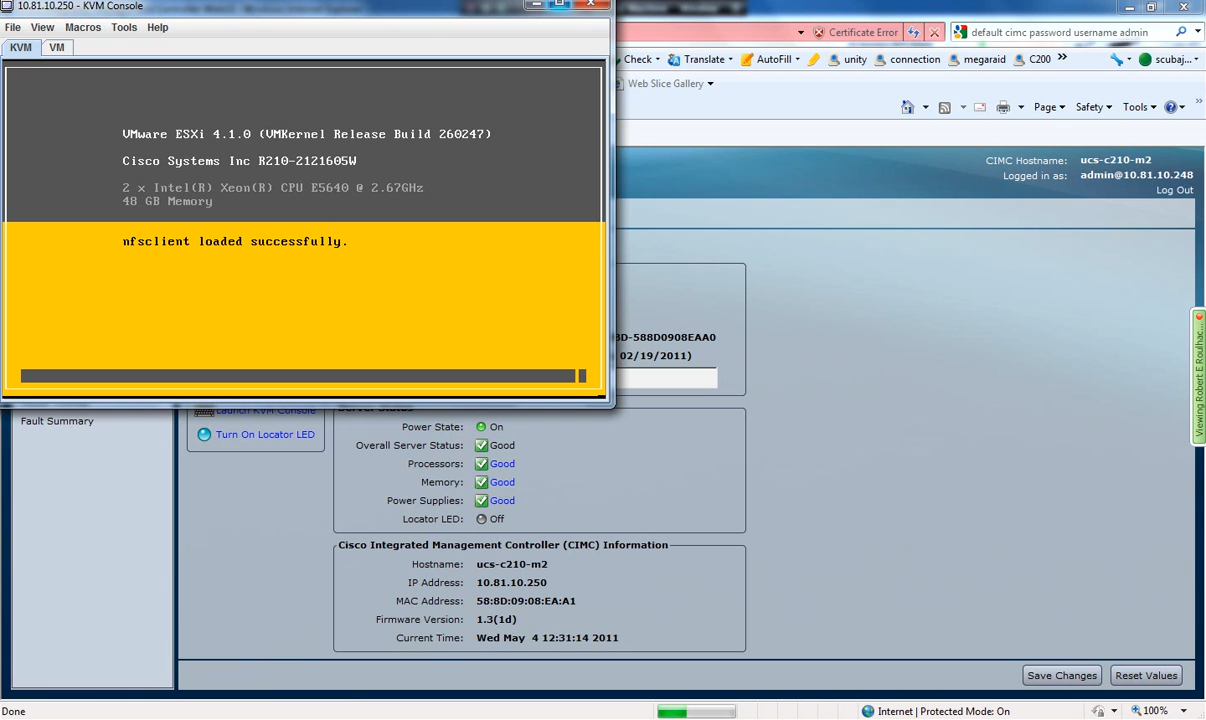 10.81.10.250 - KVM Console
File View Macros Tools Help
KVM VM
VMware ESXi 4.1.0 (VMKernel Release Build 260247)
Cisco Systems Inc R210-2121605W
2 x Intel(R) Xeon(R) CPU E5640 @ 2.67GHz
48 GB Memory
nfsclient loaded successfully.
Certificate Error
default cimc password username admin
Check Translate AutoFill unity connection megaraid C200 scubaj...
Web Slice Gallery
Page Safety Tools
CIMC Hostname: ucs-c210-m2
Logged in as: admin@10.81.10.248
Log Out
BD-588D0908EAA0
02/19/2011)
Fault Summary
Launch KVM Console
Turn On Locator LED
Server Status
Power State: On
Overall Server Status: Good
Processors: Good
Memory: Good
Power Supplies: Good
Locator LED: Off
Cisco Integrated Management Controller (CIMC) Information
Hostname: ucs-c210-m2
IP Address: 10.81.10.250
MAC Address: 58:8D:09:08:EA:A1
Firmware Version: 1.3(1d)
Current Time: Wed May 4 12:31:14 2011
Save Changes Reset Values
Viewing Robert E Roulhac...
Done
Internet | Protected Mode: On
100%